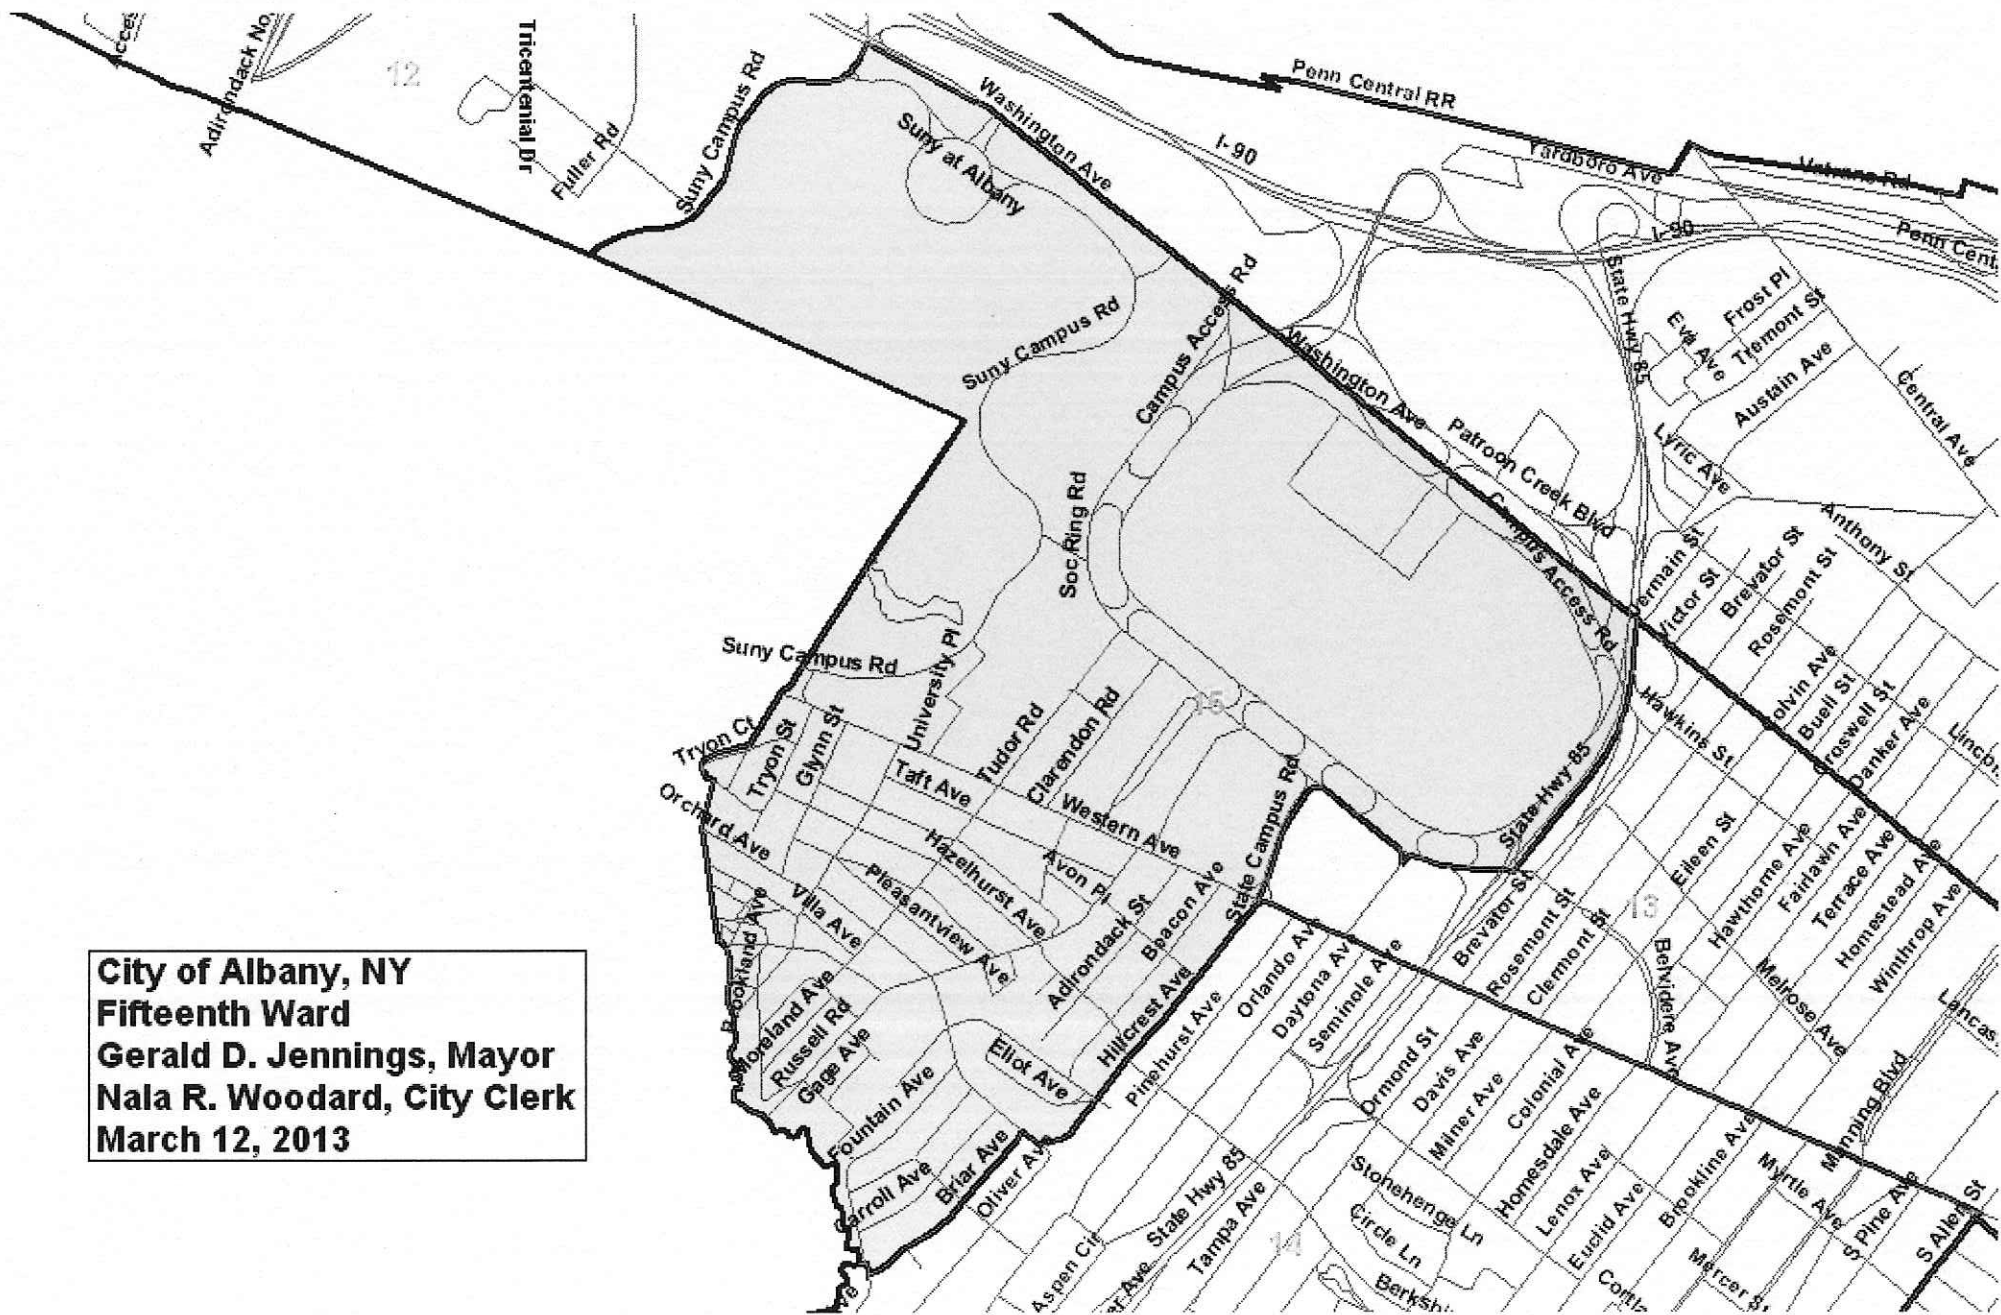 Adirondack No.
12
Tricentenial Dr
Fuller Rd
Suny Campus Rd
Suny at Albany
Washington Ave
I-90
Penn Central RR
Yardboro Ave
I-90
State Hwy 85
Frost Pl
Eva Ave
Tremont St
Austain Ave
Lyric Ave
Central Ave
Suny Campus Rd
Campus Access Rd
Washington Ave
Patroon Creek Blvd
Campus Access Rd
Soc Ring Rd
Anthony St
Victor St
Brevator St
Rosemont St
Buell St
Danker Ave
Hawkins St
Suny Campus Rd
University Pl
15
Tryon Ct
Tryon St
Glynn St
Tudor Rd
Clarendon Rd
Taft Ave
Western Ave
State Campus Rd
State Hwy 85
Orchard Ave
Villa Ave
Hazelhurst Ave
Pleasantview Ave
Avon Pl
Adirondack St
Beacon Ave
Hillcrest Ave
Brookland Ave
Moreland Ave
Russell Rd
Gage Ave
Eliot Ave
Fountain Ave
Carroll Ave
Briar Ave
Oliver Av
Pinehurst Ave
Orlando Av
Daytona Ave
Seminole Ave
Brevator St
Rosemont St
Clermont St
13
Eileen St
Hawthorne Ave
Fairlawn Ave
Terrace Ave
Homestead Ave
Winthrop Ave
Belvidere Ave
Melrose Ave
Manning Blvd
Ormond St
Davis Ave
Milner Ave
Colonial Ave
Homesdale Ave
Lenox Ave
Euclid Ave
Brookline Ave
Myrtle Ave
S Pine Ave
S Allen St
Mercer St
Stonehenge Ln
Circle Ln
State Hwy 85
Tampa Ave
14
Aspen Cir
City of Albany, NY
Fifteenth Ward
Gerald D. Jennings, Mayor
Nala R. Woodard, City Clerk
March 12, 2013